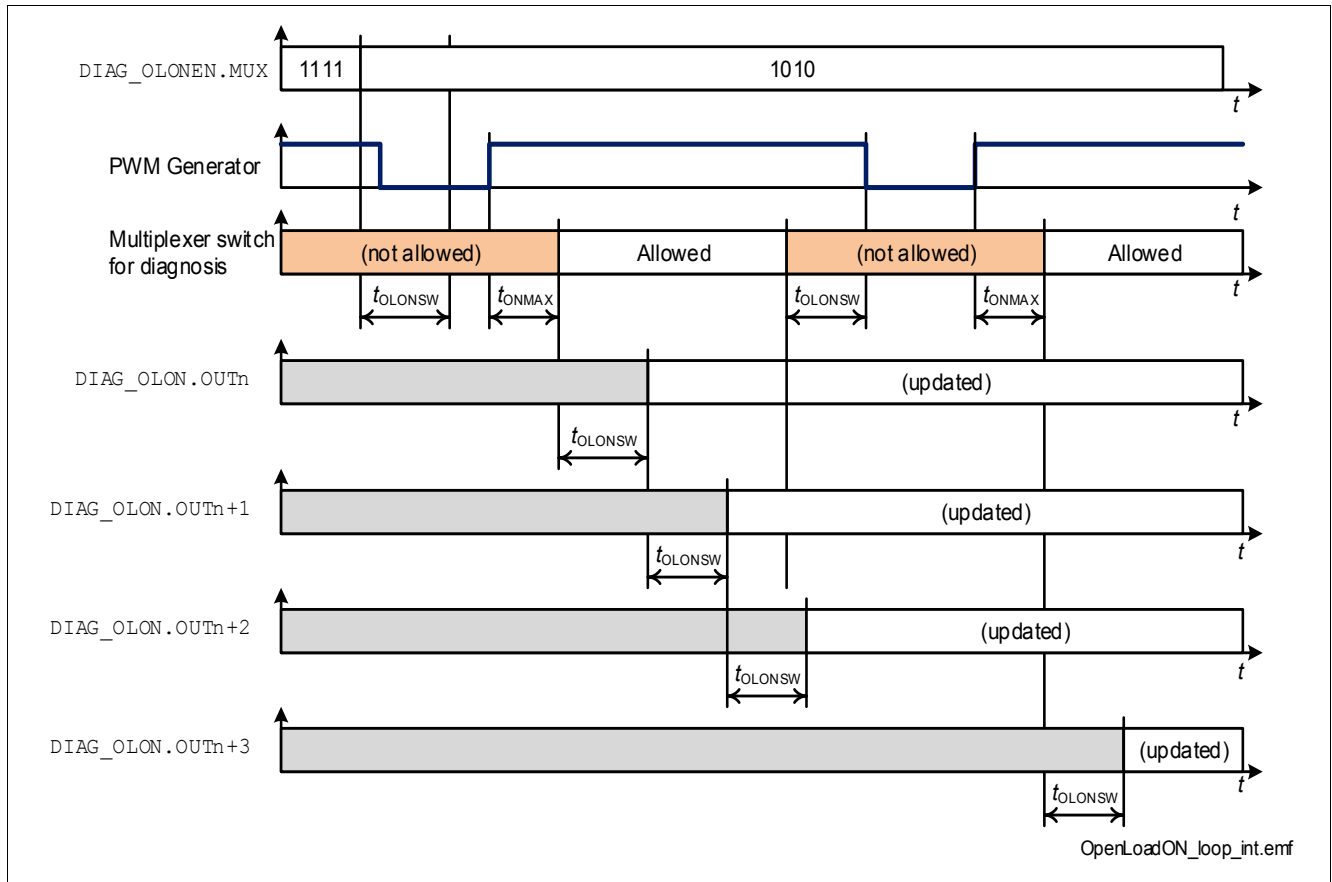 DIAG_OLONEN.MUX 1111 1010
t
PWM Generator
t
Multiplexer switch
for diagnosis
(not allowed) Allowed (not allowed) Allowed
t
tOLONSW tONMAX tOLONSW tONMAX
DIAG_OLON.OUTn (updated)
t
tOLONSW
DIAG_OLON.OUTn+1 (updated)
t
tOLONSW
DIAG_OLON.OUTn+2 (updated)
t
tOLONSW
DIAG_OLON.OUTn+3 (updated)
t
tOLONSW
OpenLoadON_loop_int.emf